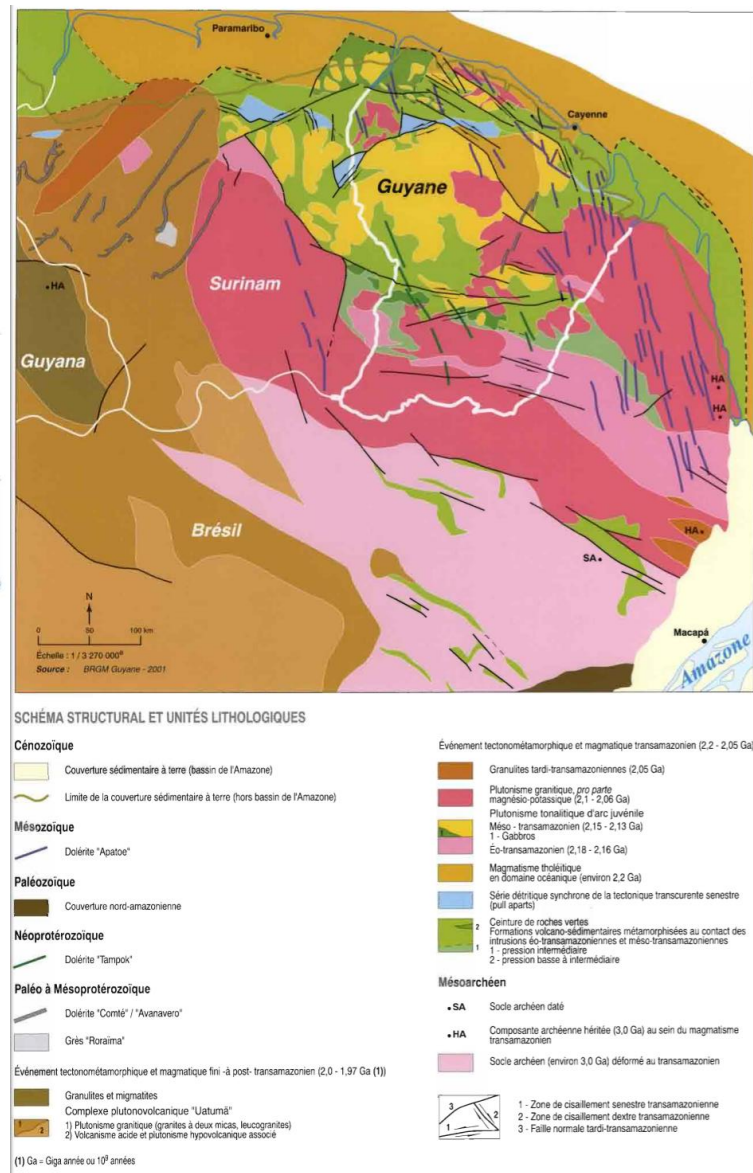 Paramaribo
Cayenne
Guyane
HA
Surinam
Guyana
HA
HA
Brésil
HA
SA
N
0 50 100 km
Macapá
Échelle : 1 / 3 270 000e
Source : BRGM Guyane - 2001
Amazone
SCHÉMA STRUCTURAL ET UNITÉS LITHOLOGIQUES
Cénozoïque
Couverture sédimentaire à terre (bassin de l'Amazone)
Limite de la couverture sédimentaire à terre (hors bassin de l'Amazone)
Mésozoïque
Dolérite "Apatoe"
Paléozoïque
Couverture nord-amazonienne
Néoprotérozoïque
Dolérite "Tampok"
Paléo à Mésoprotérozoïque
Dolérite "Comté" / "Avanavero"
Grès "Roraïma"
Événement tectonométamorphique et magmatique fini -à post- transamazonien (2,0 - 1,97 Ga (1))
Granulites et migmatites
Complexe plutonovolcanique "Uatumã"
1 2
1) Plutonisme granitique (granites à deux micas, leucogranites)
2) Volcanisme acide et plutonisme hypovolcanique associé
(1) Ga = Giga année ou 10⁹ années
Événement tectonométamorphique et magmatique transamazonien (2,2 - 2,05 Ga)
Granulites tardi-transamazoniennes (2,05 Ga)
Plutonisme granitique, pro parte
magnésio-potassique (2,1 - 2,06 Ga)
Plutonisme tonalitique d'arc juvénile
Méso - transamazonien (2,15 - 2,13 Ga)
1 - Gabbros
Éo-transamazonien (2,18 - 2,16 Ga)
Magmatisme tholéitique
en domaine océanique (environ 2,2 Ga)
Série détritique synchrone de la tectonique transcurente senestre
(pull aparts)
Ceinture de roches vertes
2 Formations volcano-sédimentaires métamorphisées au contact des
intrusions éo-transamazoniennes et méso-transamazoniennes
1 1 - pression intermédiaire
2 - pression basse à intermédiaire
Mésoarchéen
SA Socle archéen daté
HA Composante archéenne héritée (3,0 Ga) au sein du magmatisme
transamazonien
Socle archéen (environ 3,0 Ga) déformé au transamazonien
3 2 1
1 - Zone de cisaillement senestre transamazonienne
2 - Zone de cisaillement dextre transamazonienne
3 - Faille normale tardi-transamazonienne